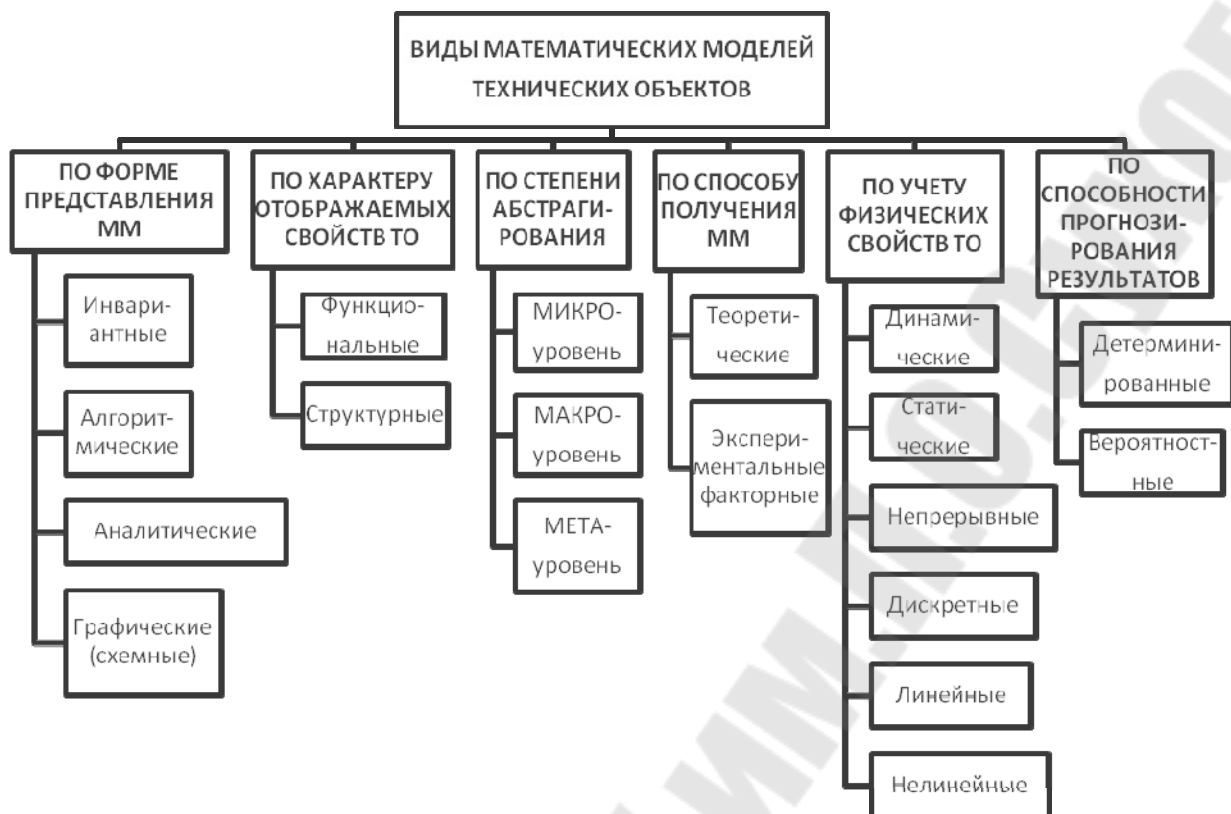 ВИДЫ МАТЕМАТИЧЕСКИХ МОДЕЛЕЙ
ТЕХНИЧЕСКИХ ОБЪЕКТОВ
ПО ФОРМЕ
ПРЕДСТАВЛЕНИЯ
ММ
Инвари-
антные
Алгорит-
мические
Аналитические
Графические
(схемные)
ПО ХАРАКТЕРУ
ОТОБРАЖАЕМЫХ
СВОЙСТВ ТО
Функцио-
нальные
Структурные
ПО СТЕПЕНИ
АБСТРАГИ-
РОВАНИЯ
МИКРО-
уровень
МАКРО-
уровень
МЕТА-
уровень
ПО СПОСОБУ
ПОЛУЧЕНИЯ
ММ
Теорети-
ческие
Экспери-
ментальные
факторные
ПО УЧЕТУ
ФИЗИЧЕСКИХ
СВОЙСТВ ТО
Динами-
ческие
Стати-
ческие
Непрерывные
Дискретные
Линейные
Нелинейные
ПО
СПОСОБНОСТИ
ПРОГНОЗИ-
РОВАНИЯ
РЕЗУЛЬТАТОВ
Детермини-
рованные
Вероятност-
ные